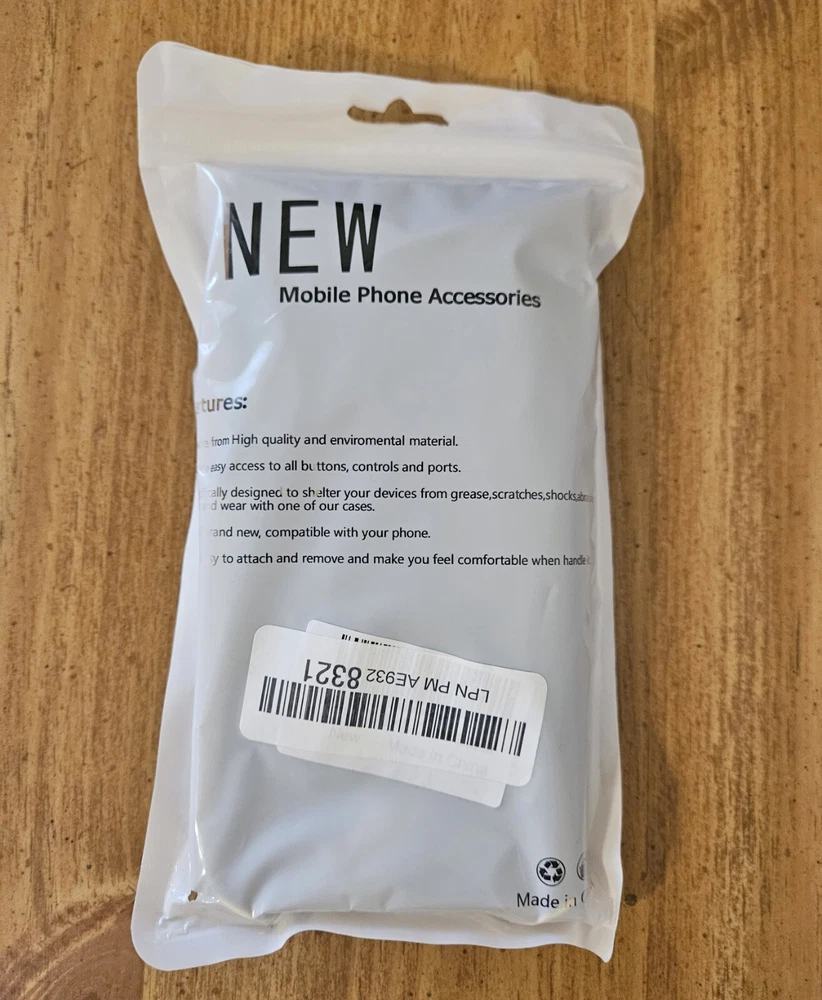 NEW
Mobile Phone Accessories
tures:
from High quality and enviromental material.
easy access to all buttons, controls and ports.
ally designed to shelter your devices from grease,scratches,shocks,abr
d wear with one of our cases.
rand new, compatible with your phone.
y to attach and remove and make you feel comfortable when handle i
LPN PM AE932 8321
New Made in China
Made in C